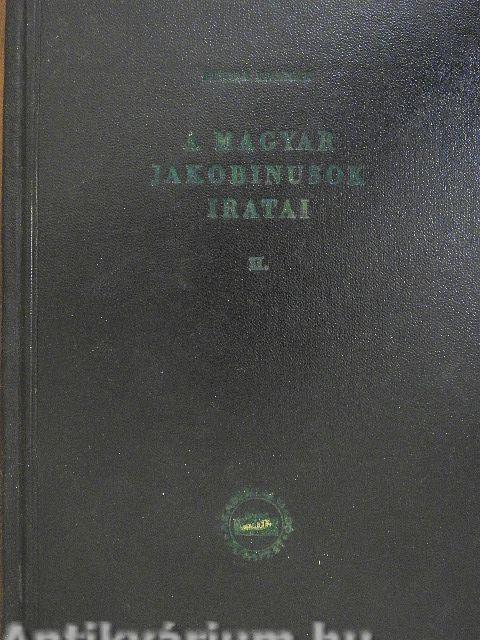 A MAGYAR
JAKOBINUSOK
IRATAI
II.
Antikvárium.hu